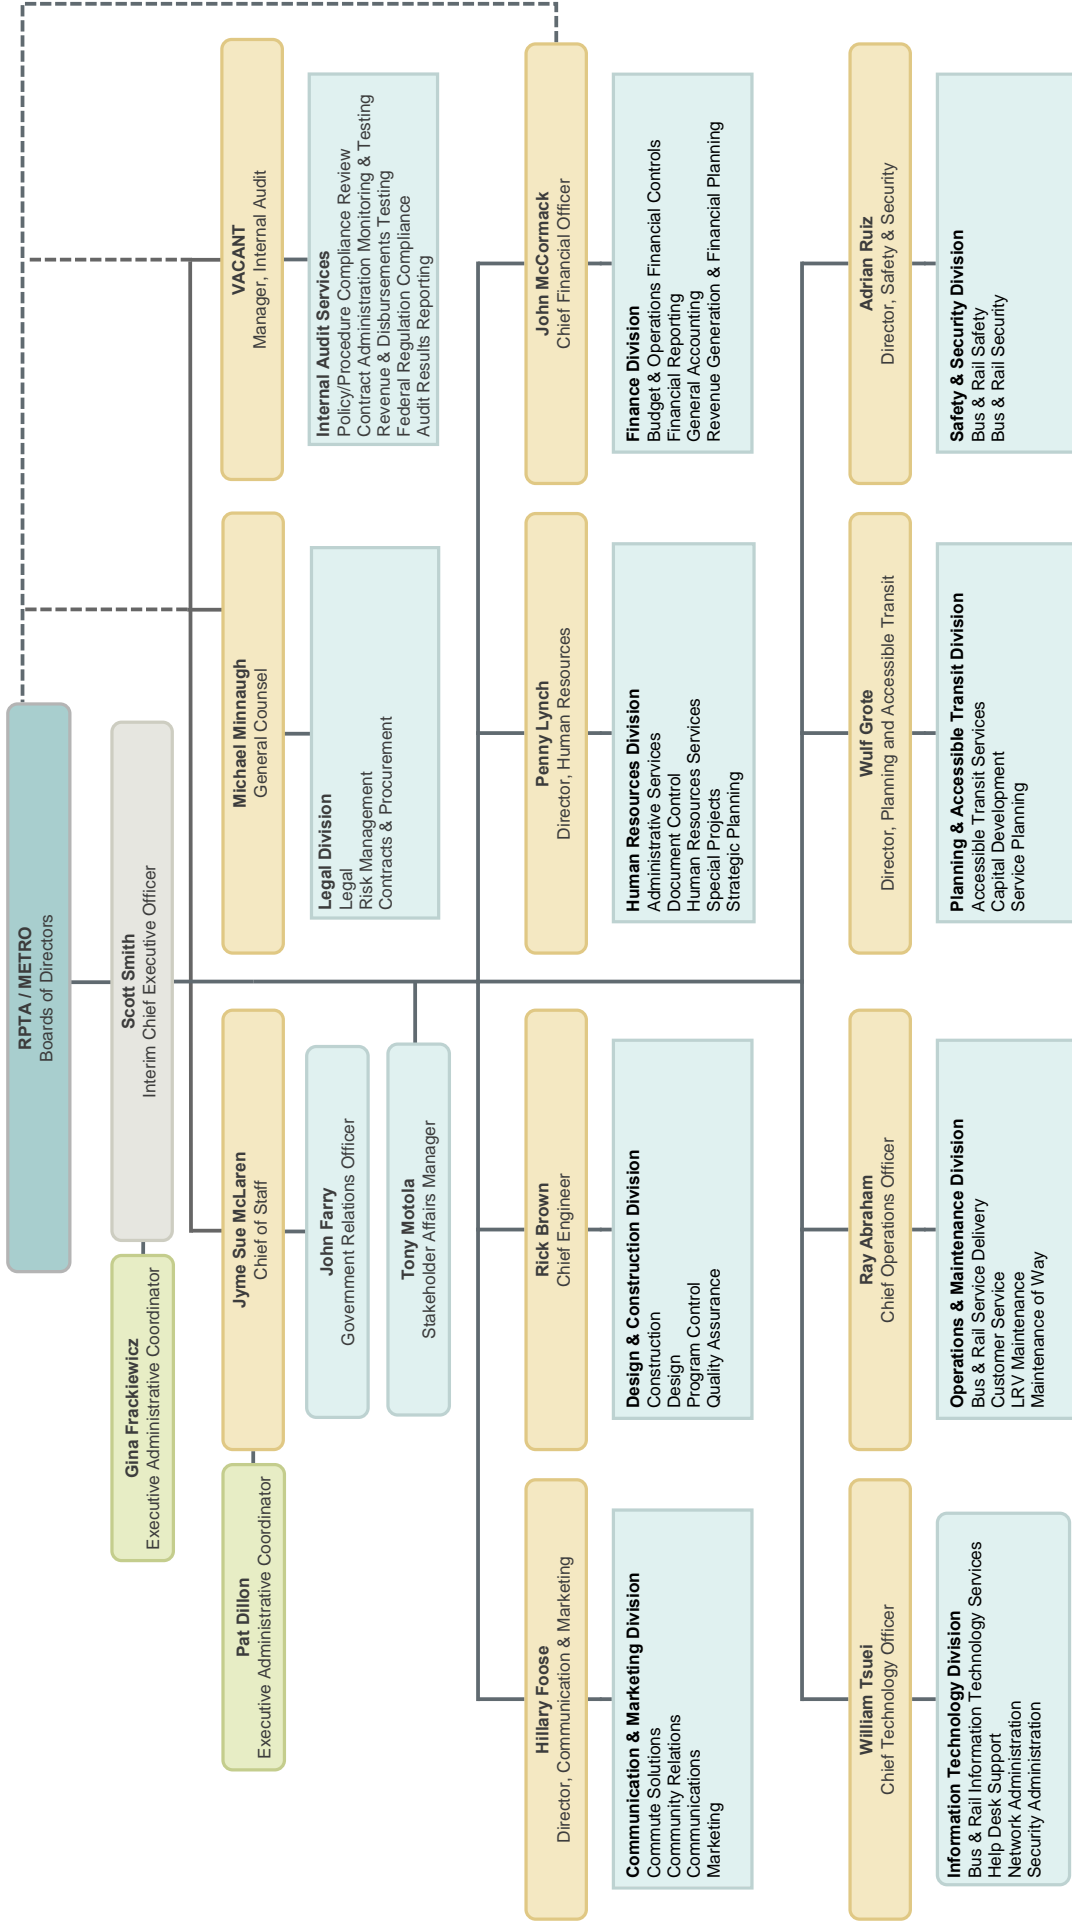 RPTA / METRO
Boards of Directors
Scott Smith
Interim Chief Executive Officer
Gina Frackiewicz
Executive Administrative Coordinator
Pat Dillon
Executive Administrative Coordinator
Jyme Sue McLaren
Chief of Staff
Michael Minnaugh
General Counsel
VACANT
Manager, Internal Audit
John Farry
Government Relations Officer
Tony Motola
Stakeholder Affairs Manager
Legal Division
Legal
Risk Management
Contracts & Procurement
Internal Audit Services
Policy/Procedure Compliance Review
Contract Administration Monitoring & Testing
Revenue & Disbursements Testing
Federal Regulation Compliance
Audit Results Reporting
Hillary Foose
Director, Communication & Marketing
Rick Brown
Chief Engineer
Penny Lynch
Director, Human Resources
John McCormack
Chief Financial Officer
Communication & Marketing Division
Commute Solutions
Community Relations
Communications
Marketing
Design & Construction Division
Construction
Design
Program Control
Quality Assurance
Human Resources Division
Administrative Services
Document Control
Human Resources Services
Special Projects
Strategic Planning
Finance Division
Budget & Operations Financial Controls
Financial Reporting
General Accounting
Revenue Generation & Financial Planning
William Tsuei
Chief Technology Officer
Ray Abraham
Chief Operations Officer
Wulf Grote
Director, Planning and Accessible Transit
Adrian Ruiz
Director, Safety & Security
Information Technology Division
Bus & Rail Information Technology Services
Help Desk Support
Network Administration
Security Administration
Operations & Maintenance Division
Bus & Rail Service Delivery
Customer Service
LRV Maintenance
Maintenance of Way
Planning & Accessible Transit Division
Accessible Transit Services
Capital Development
Service Planning
Safety & Security Division
Bus & Rail Safety
Bus & Rail Security